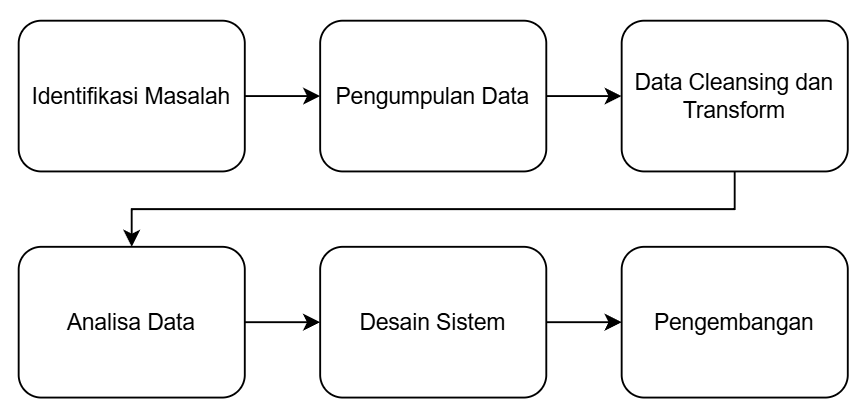 Identifikasi Masalah
Pengumpulan Data
Data Cleansing dan
Transform
Analisa Data
Desain Sistem
Pengembangan